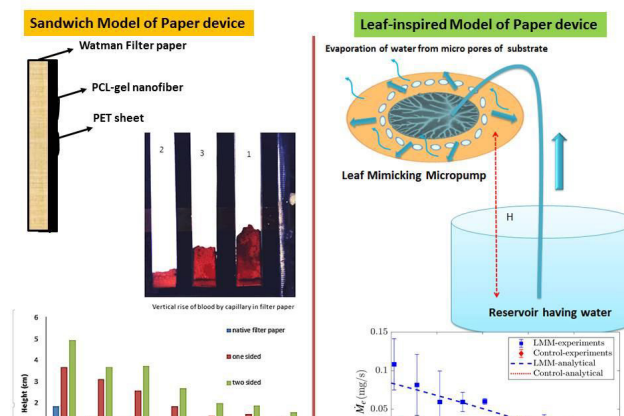 Sandwich Model of Paper device
Watman Filter paper
PCL-gel nanofiber
PET sheet
2
3
1
Vertical rise of blood by capillary in filter paper
6
5
4
3
2
Height (cm)
native filter paper
one sided
two sided
Leaf-inspired Model of Paper device
Evaporation of water from micro pores of substrate
Leaf Mimicking Micropump
H
Reservoir having water
0.15
0.1
0.05
Ṁe(mg/s)
LMM-experiments
Control-experiments
LMM-analytical
Control-analytical